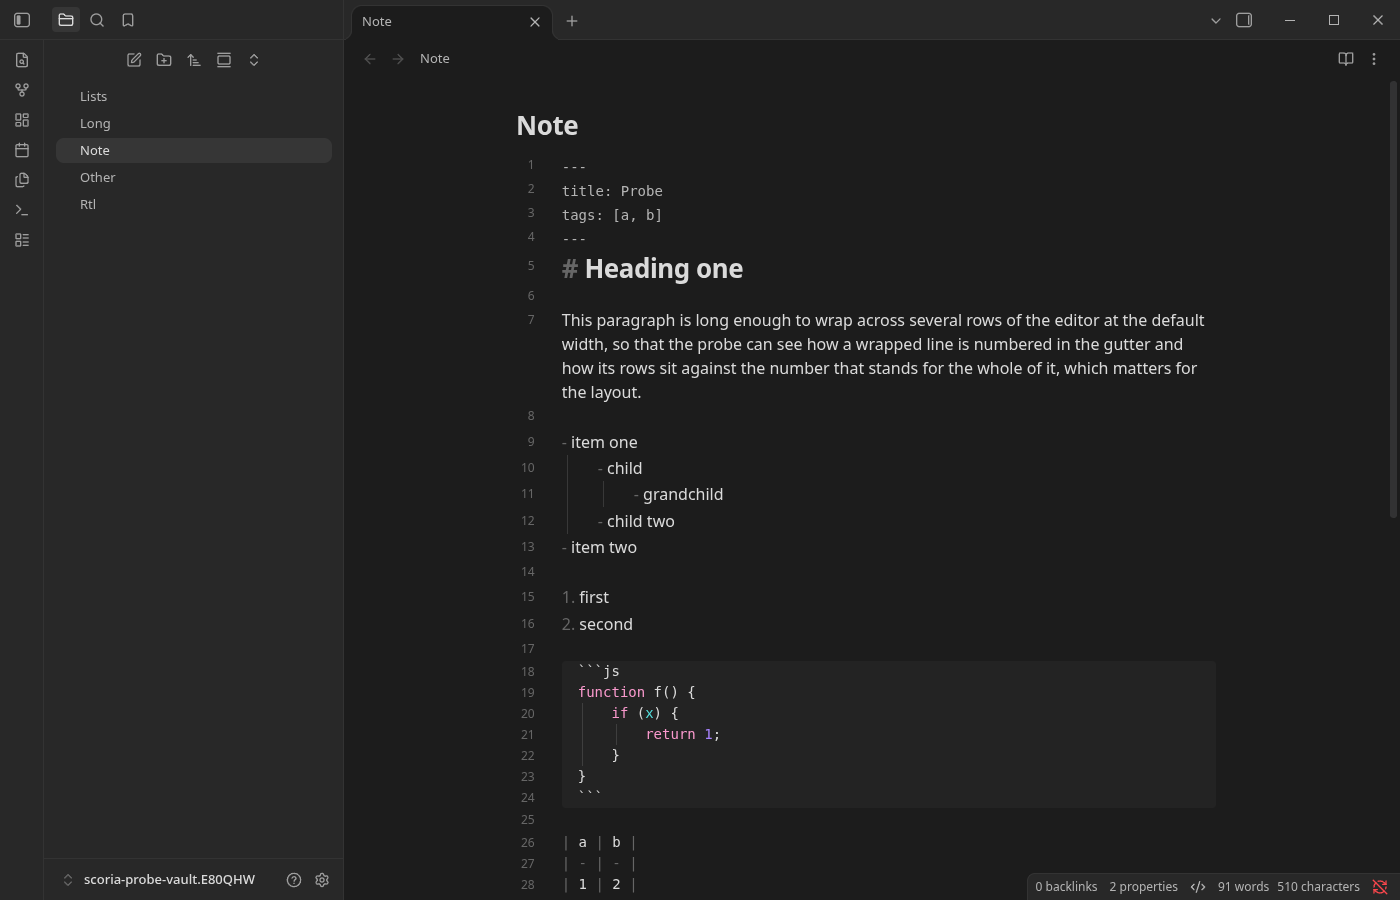 Note
Lists
Long
Note
Other
Rtl
scoria-probe-vault.E80QHW
Note
Note
1 ---
2 title: Probe
3 tags: [a, b]
4 ---
5 # Heading one
6
7 This paragraph is long enough to wrap across several rows of the editor at the default
width, so that the probe can see how a wrapped line is numbered in the gutter and
how its rows sit against the number that stands for the whole of it, which matters for
the layout.
8
9 - item one
10 - child
11 - grandchild
12 - child two
13 - item two
14
15 1. first
16 2. second
17
18 ```js
19 function f() {
20 if (x) {
21 return 1;
22 }
23 }
24 ```
25
26 | a | b |
27 | - | - |
28 | 1 | 2 |
0 backlinks 2 properties 91 words 510 characters